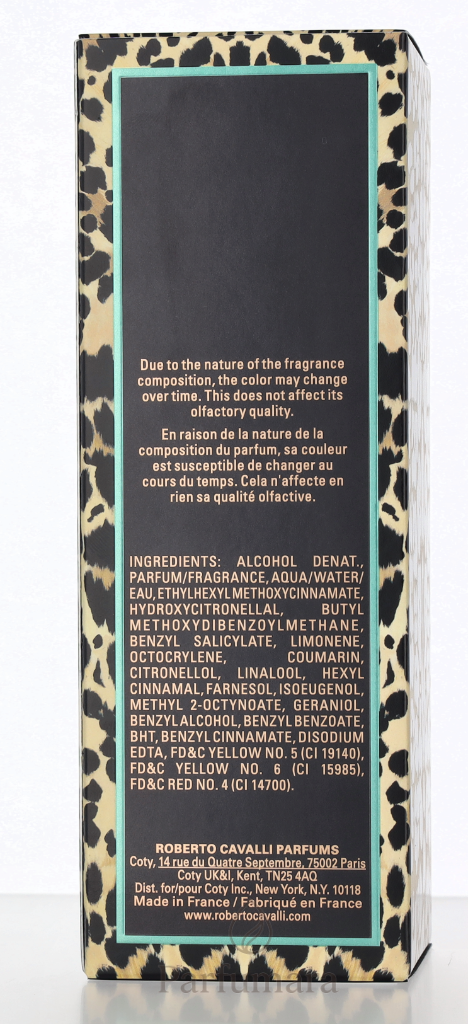 Due to the nature of the fragrance
composition, the color may change
over time. This does not affect its
olfactory quality.
En raison de la nature de la
composition du parfum, sa couleur
est susceptible de changer au
cours du temps. Cela n'affecte en
rien sa qualité olfactive.
INGREDIENTS: ALCOHOL DENAT.,
PARFUM/FRAGRANCE, AQUA/WATER/
EAU, ETHYLHEXYL METHOXYCINNAMATE,
HYDROXYCITRONELLAL, BUTYL
METHOXYDIBENZOYLMETHANE,
BENZYL SALICYLATE, LIMONENE,
OCTOCRYLENE, COUMARIN,
CITRONELLOL, LINALOOL, HEXYL
CINNAMAL, FARNESOL, ISOEUGENOL,
METHYL 2-OCTYNOATE, GERANIOL,
BENZYL ALCOHOL, BENZYL BENZOATE,
BHT, BENZYL CINNAMATE, DISODIUM
EDTA, FD&C YELLOW NO. 5 (CI 19140),
FD&C YELLOW NO. 6 (CI 15985),
FD&C RED NO. 4 (CI 14700).
ROBERTO CAVALLI PARFUMS
Coty, 14 rue du Quatre Septembre, 75002 Paris
Coty UK&I, Kent, TN25 4AQ
Dist. for/pour Coty Inc., New York, N.Y. 10118
Made in France / Fabriqué en France
www.robertocavalli.com
Parfumara